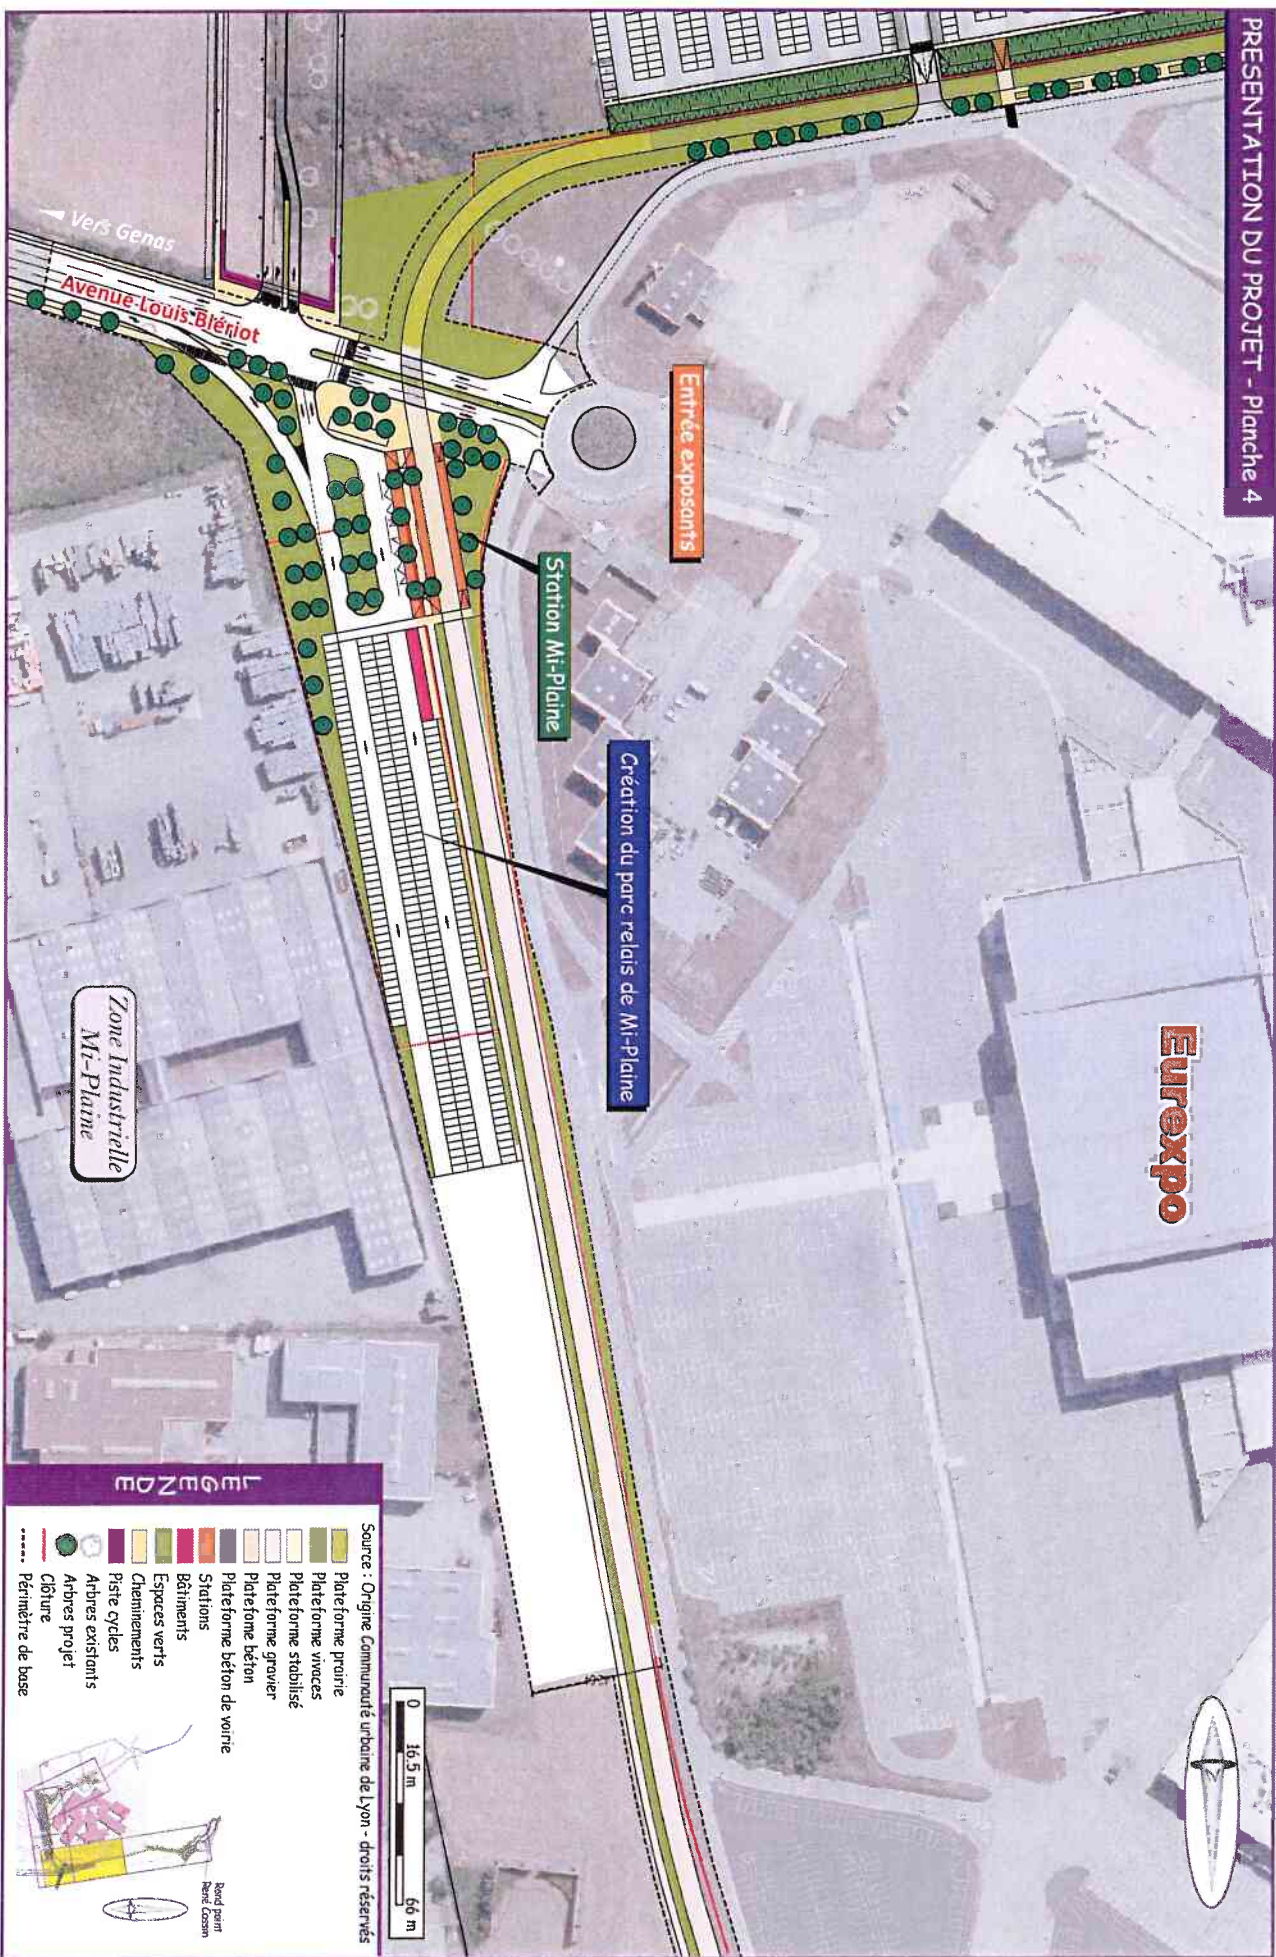 PRESENTATION DU PROJET - Planche 4
Eurexpo
Entrée exposants
Station Mi-Plaine
Création du parc relais de Mi-Plaine
Vers Genas
Avenue Louis Blériot
Zone Industrielle
Mi-Plaine
0 16.5 m 66 m
LEGENDE
Source : Origine Communauté urbaine de Lyon - droits réservés
Plateforme prairie
Plateforme vivaces
Plateforme stabilisé
Plateforme gravier
Plateforme béton
Plateforme béton de voirie
Stations
Bâtiments
Espaces verts
Cheminements
Piste cycles
Arbres existants
Arbres projet
Clôture
Périmètre de base
Rond point
René Cassin